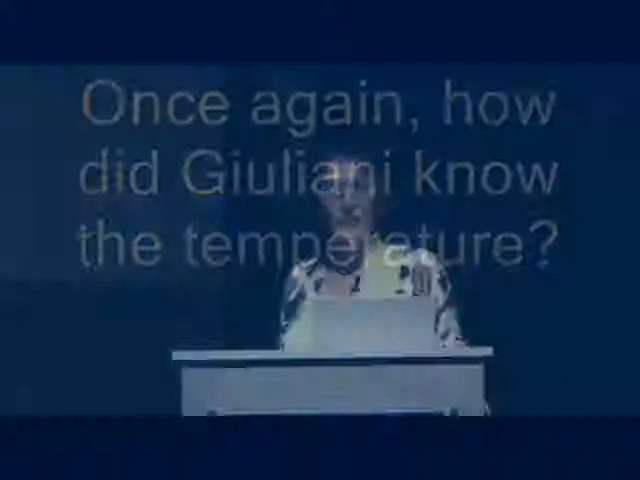 Once again, how
did Giuliani know
the temperature?